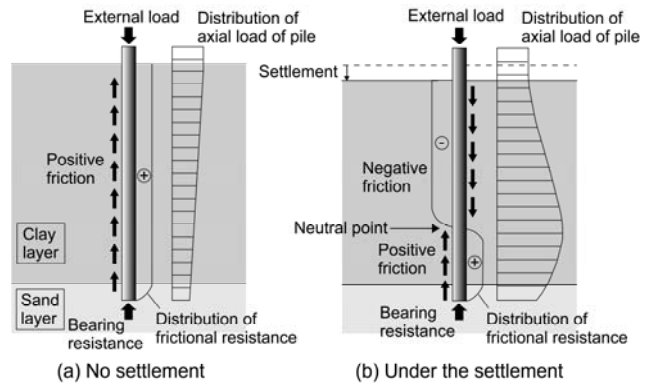 External load
Distribution of
axial load of pile
Positive
friction
+
Clay
layer
Sand
layer
Bearing
resistance
Distribution of
frictional resistance
(a) No settlement
External load
Distribution of
axial load of pile
Settlement
-
Negative
friction
Neutral point
Positive
friction
+
Bearing
resistance
Distribution of
frictional resistance
(b) Under the settlement